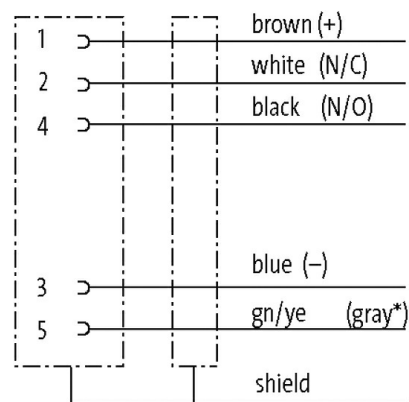 1 brown (+)
2 white (N/C)
4 black (N/O)
3 blue (–)
5 gn/ye (gray*)
shield